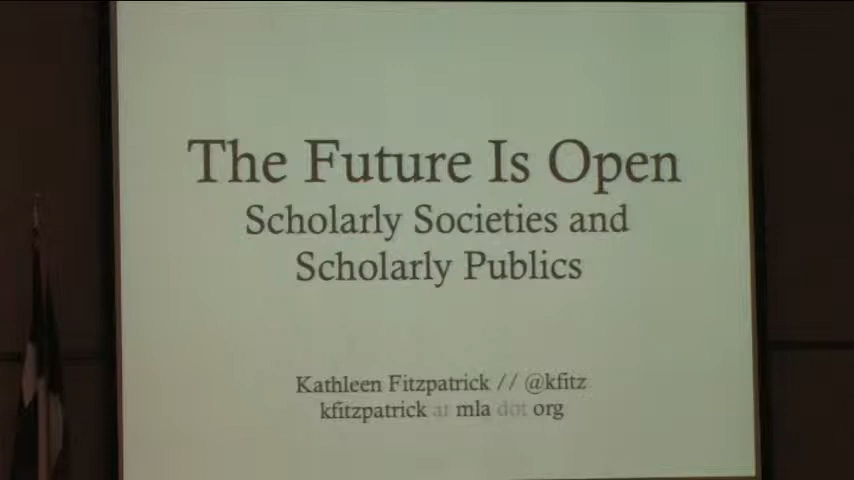 The Future Is Open
Scholarly Societies and
Scholarly Publics
Kathleen Fitzpatrick // @kfitz
kfitzpatrick at mla dot org